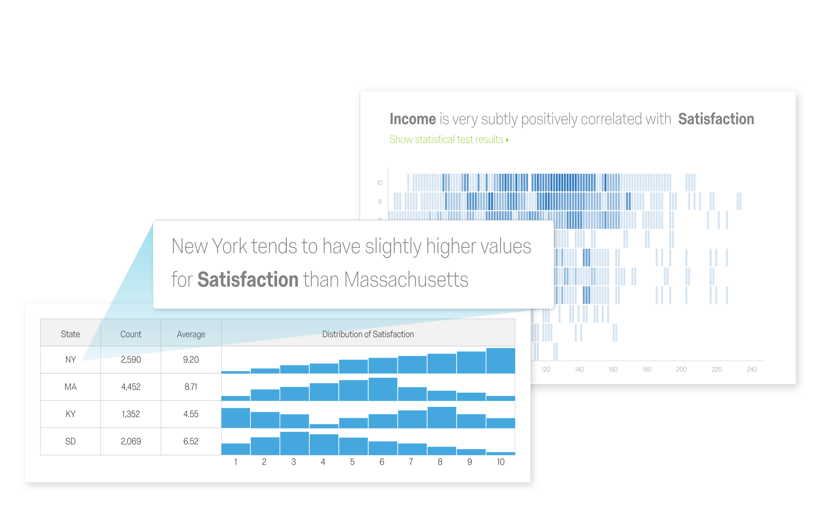 Income is very subtly positively correlated with Satisfaction
Show statistical test results
10
9
New York tends to have slightly higher values
for Satisfaction than Massachusetts
120 140 160 180 200 220 240
State Count Average Distribution of Satisfaction
NY 2,590 9.20
MA 4,452 8.71
KY 1,352 4.55
SD 2,069 6.52
1 2 3 4 5 6 7 8 9 10